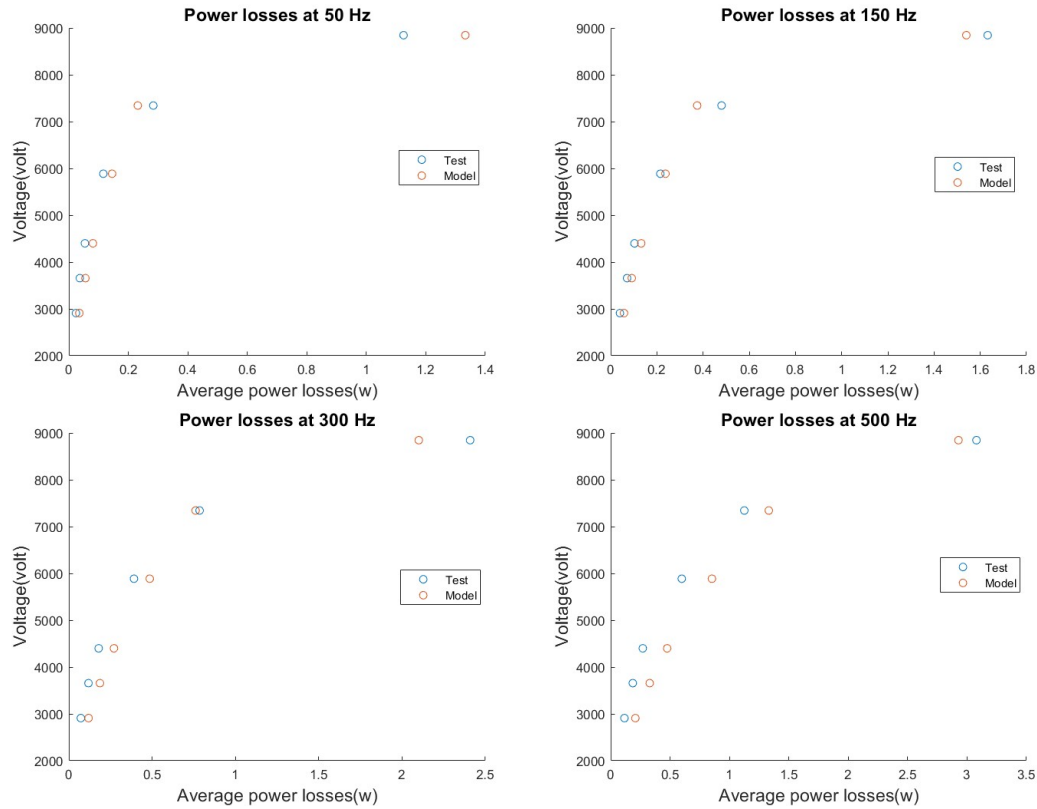 Power losses at 50 Hz
9000
8000
7000
6000
5000
4000
3000
2000
Voltage(volt)
Test
Model
0 0.2 0.4 0.6 0.8 1 1.2 1.4
Average power losses(w)
Power losses at 150 Hz
9000
8000
7000
6000
5000
4000
3000
2000
Voltage(volt)
Test
Model
0 0.2 0.4 0.6 0.8 1 1.2 1.4 1.6 1.8
Average power losses(w)
Power losses at 300 Hz
9000
8000
7000
6000
5000
4000
3000
2000
Voltage(volt)
Test
Model
0 0.5 1 1.5 2 2.5
Average power losses(w)
Power losses at 500 Hz
9000
8000
7000
6000
5000
4000
3000
2000
Voltage(volt)
Test
Model
0 0.5 1 1.5 2 2.5 3 3.5
Average power losses(w)